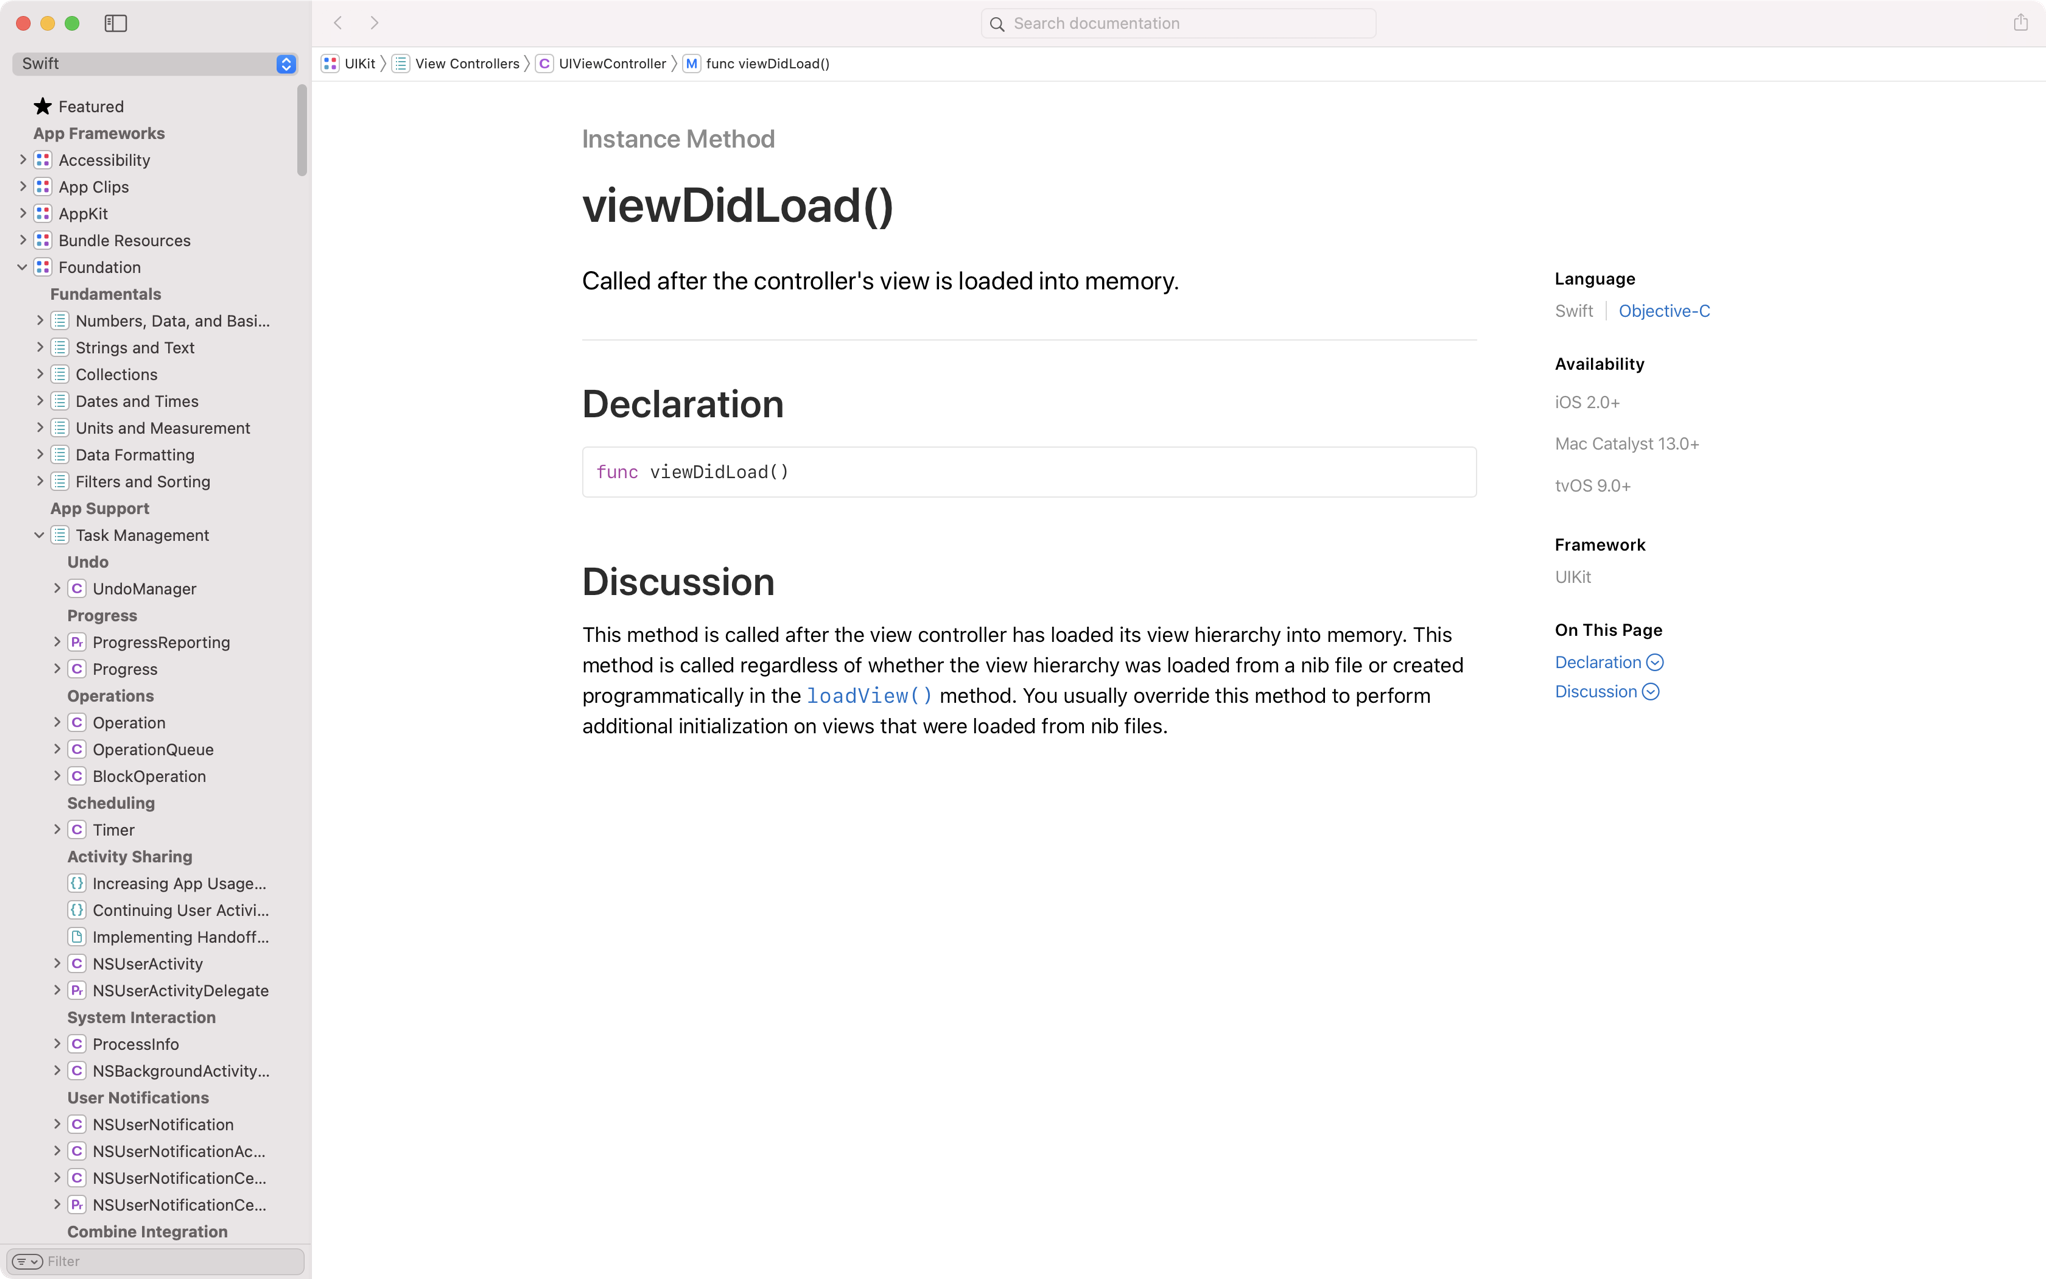 Search documentation
Swift
UIKit
View Controllers
C
UIViewController
M
func viewDidLoad()
Featured
App Frameworks
Accessibility
App Clips
AppKit
Bundle Resources
Foundation
Fundamentals
Numbers, Data, and Basi...
Strings and Text
Collections
Dates and Times
Units and Measurement
Data Formatting
Filters and Sorting
App Support
Task Management
Undo
C UndoManager
Progress
Pr ProgressReporting
C Progress
Operations
C Operation
C OperationQueue
C BlockOperation
Scheduling
C Timer
Activity Sharing
{} Increasing App Usage...
{} Continuing User Activi...
Implementing Handoff...
C NSUserActivity
Pr NSUserActivityDelegate
System Interaction
C ProcessInfo
C NSBackgroundActivity...
User Notifications
C NSUserNotification
C NSUserNotificationAc...
C NSUserNotificationCe...
Pr NSUserNotificationCe...
Combine Integration
Filter
Instance Method
viewDidLoad()
Called after the controller's view is loaded into memory.
Declaration
func viewDidLoad()
Discussion
This method is called after the view controller has loaded its view hierarchy into memory. This
method is called regardless of whether the view hierarchy was loaded from a nib file or created
programmatically in the loadView() method. You usually override this method to perform
additional initialization on views that were loaded from nib files.
Language
Swift
Objective-C
Availability
iOS 2.0+
Mac Catalyst 13.0+
tvOS 9.0+
Framework
UIKit
On This Page
Declaration
Discussion